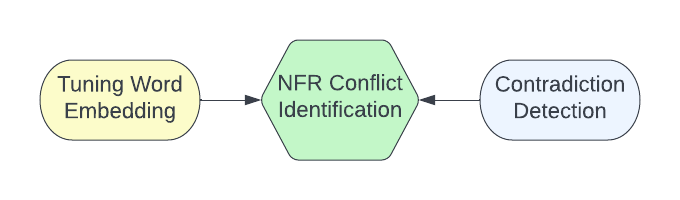 Tuning Word
Embedding
NFR Conflict
Identification
Contradiction
Detection